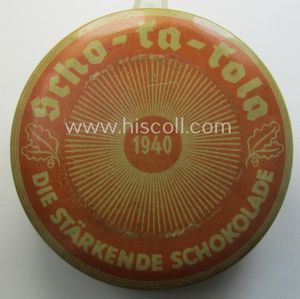 Scho-ka-kola
www.hiscoll.com
1940
DIE STÄRKENDE SCHOKOLADE